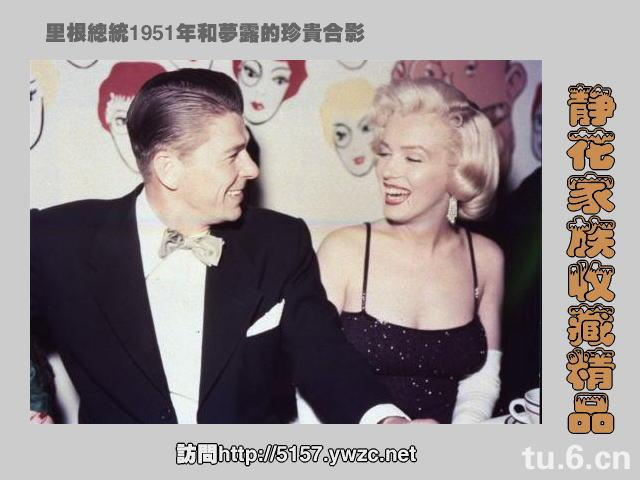 里根總統1951年和夢露的珍貴合影
靜花家族收藏精品
訪問http://5157.ywzc.net
tu.6.cn